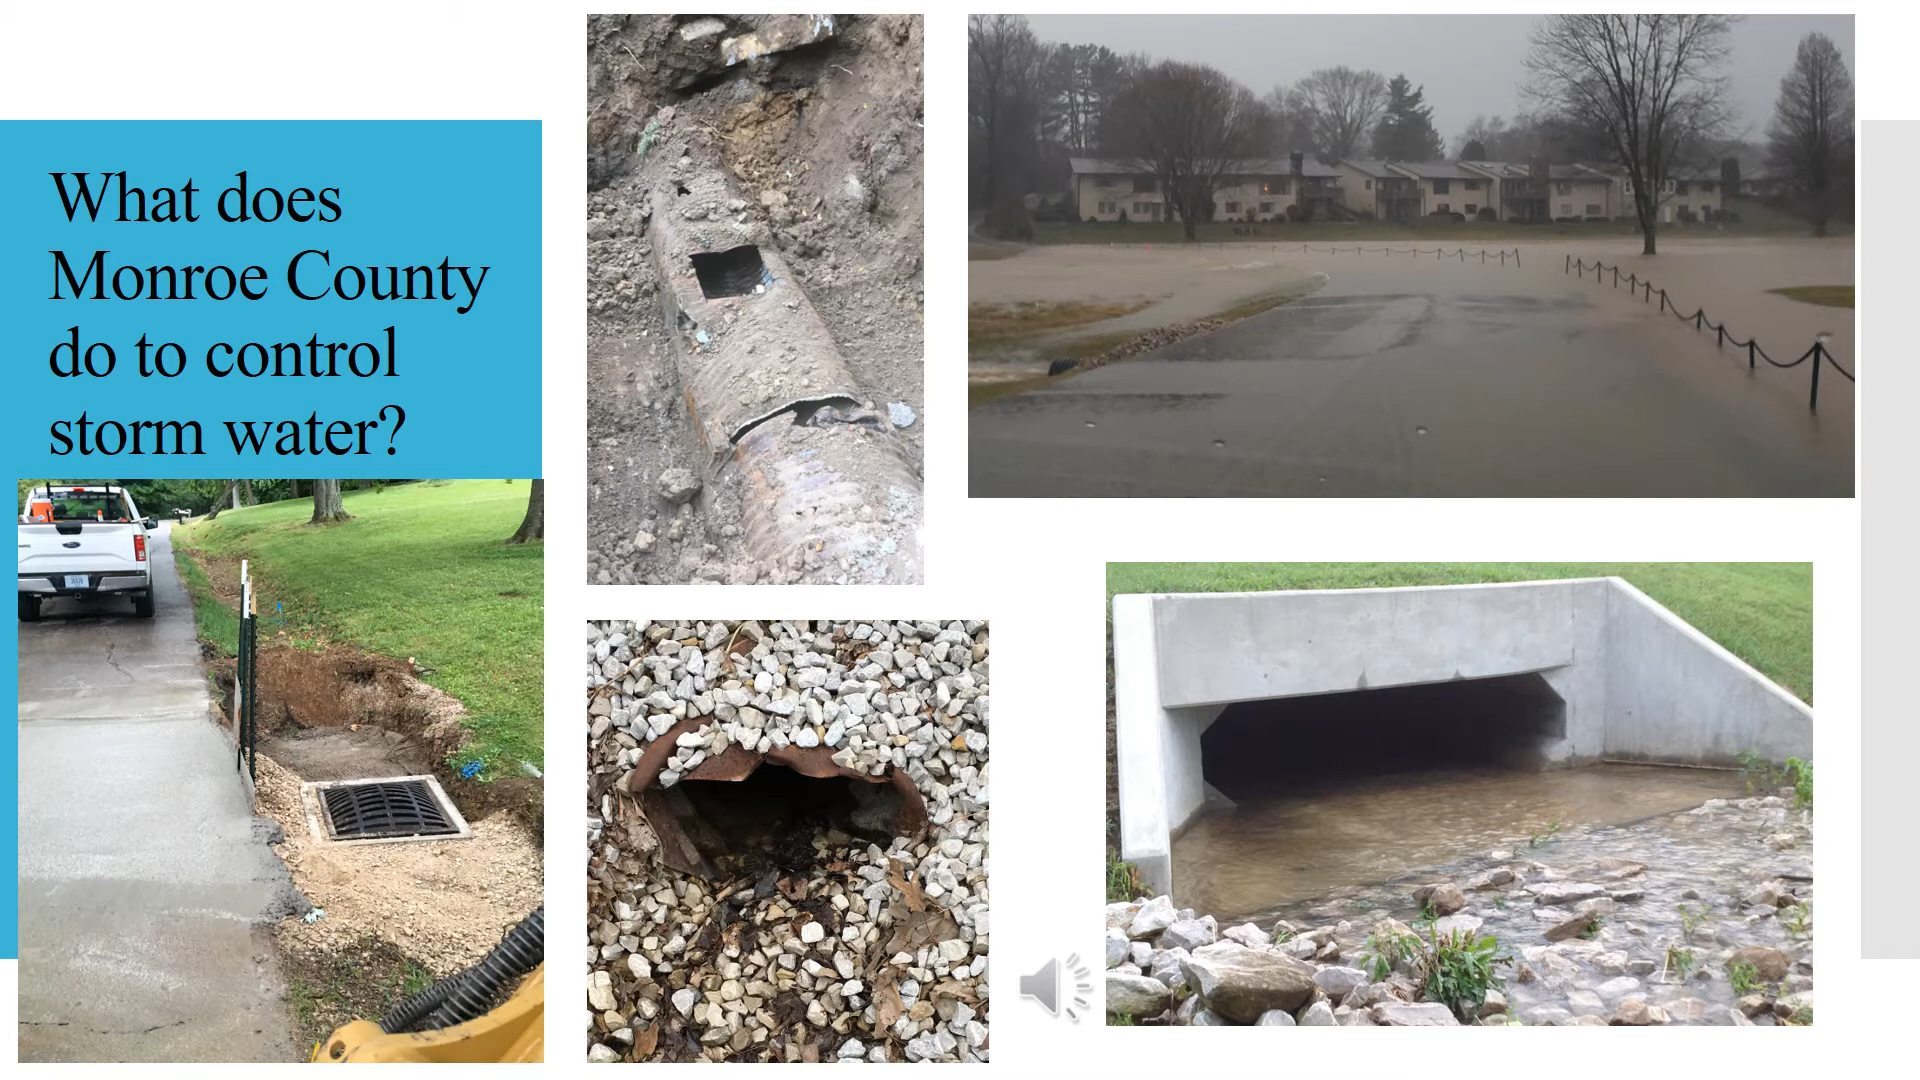 What does
Monroe County
do to control
storm water?